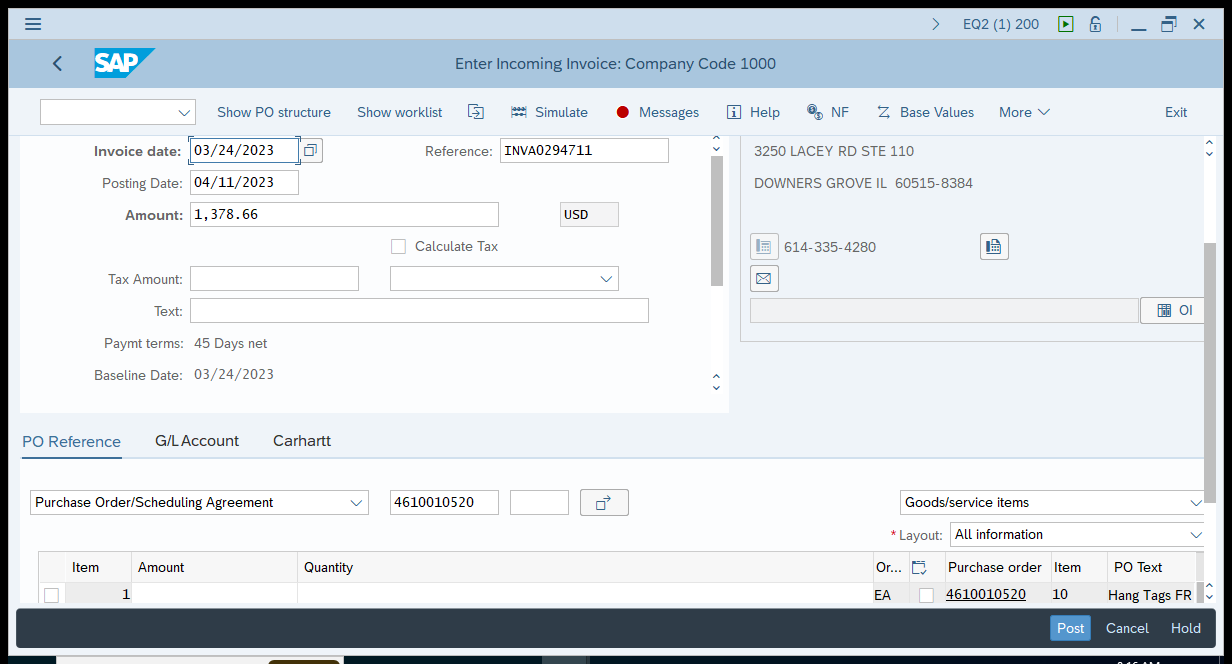 EQ2 (1) 200
SAP
Enter Incoming Invoice: Company Code 1000
Show PO structure Show worklist Simulate Messages Help NF Base Values More Exit
Invoice date: 03/24/2023 Reference: INVA0294711
Posting Date: 04/11/2023
Amount: 1,378.66 USD
Calculate Tax
Tax Amount:
Text:
Paymt terms: 45 Days net
Baseline Date: 03/24/2023
3250 LACEY RD STE 110
DOWNERS GROVE IL 60515-8384
614-335-4280
OI
PO Reference G/L Account Carhartt
Purchase Order/Scheduling Agreement 4610010520 Goods/service items
* Layout: All information
Item Amount Quantity Or... Purchase order Item PO Text
1 EA 4610010520 10 Hang Tags FR
Post Cancel Hold